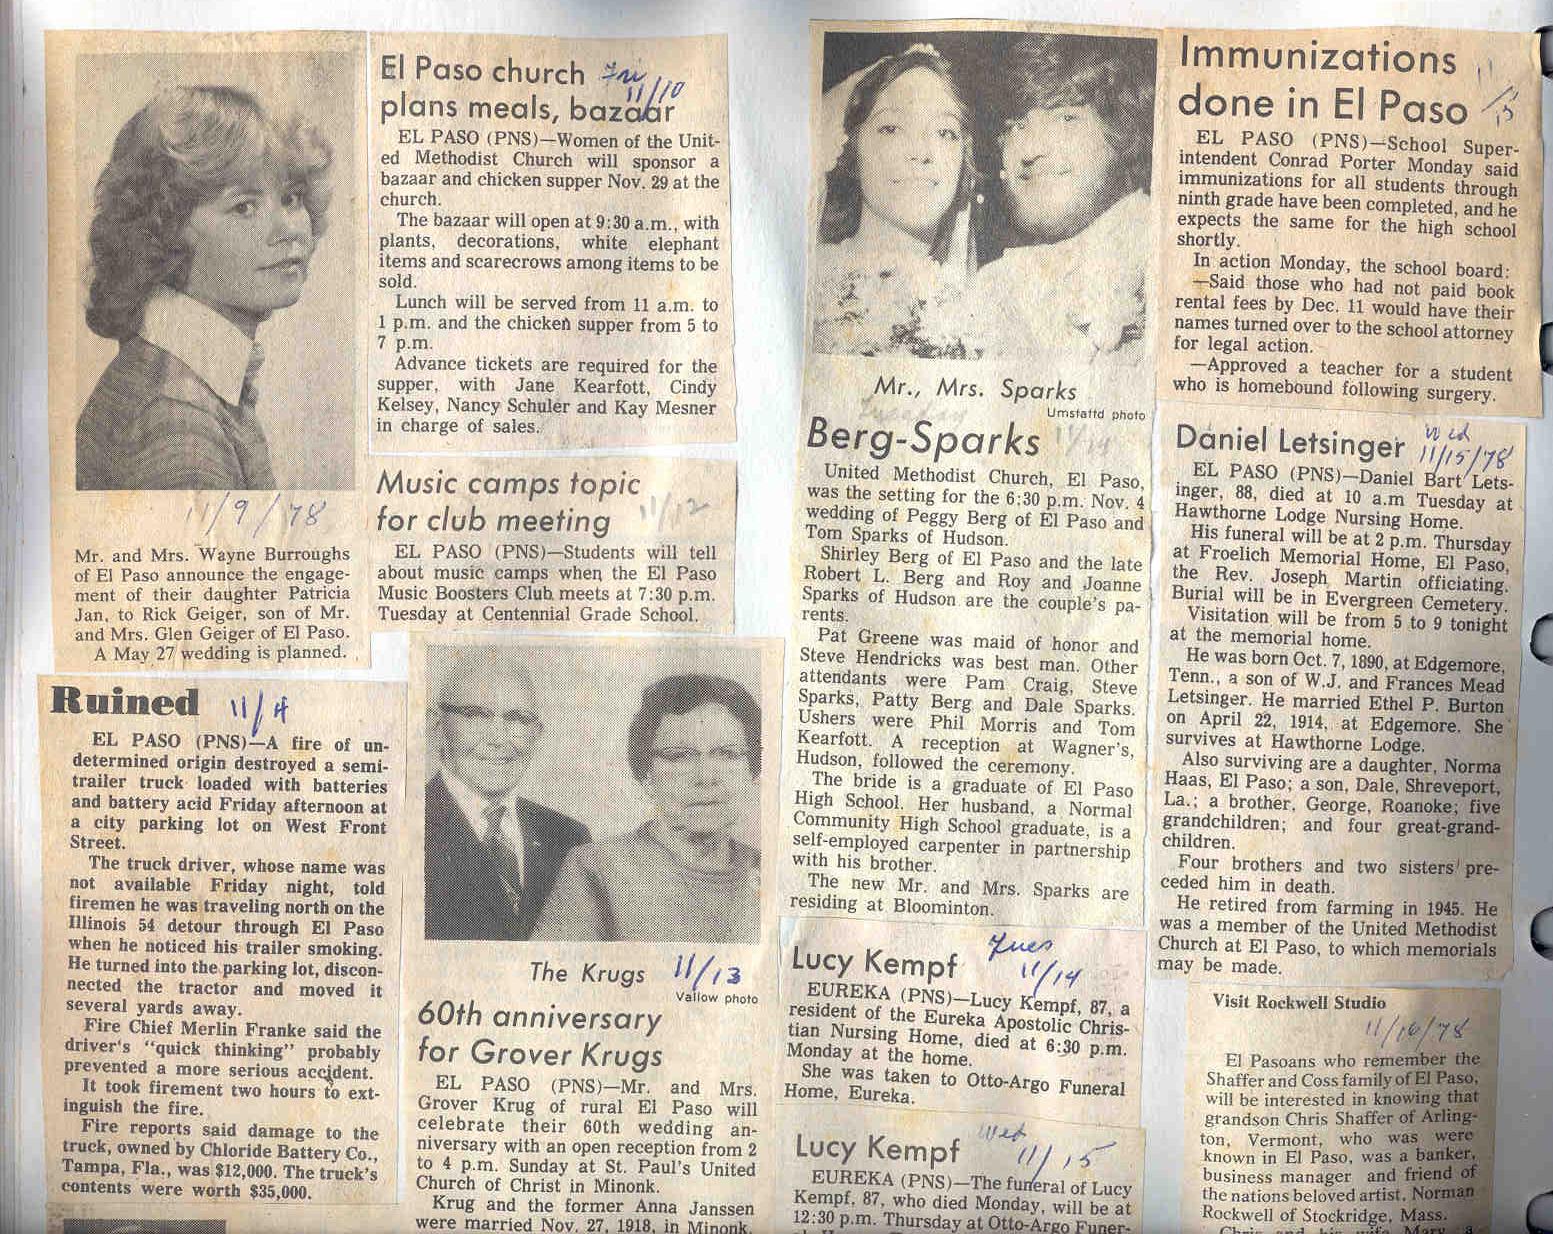 11/9/78
Mr. and Mrs. Wayne Burroughs
of El Paso announce the engage-
ment of their daughter Patricia
Jan, to Rick Geiger, son of Mr.
and Mrs. Glen Geiger of El Paso.
A May 27 wedding is planned.
Ruined 11/4
EL PASO (PNS)—A fire of un-
determined origin destroyed a semi-
trailer truck loaded with batteries
and battery acid Friday afternoon at
a city parking lot on West Front
Street.
The truck driver, whose name was
not available Friday night, told
firemen he was traveling north on the
Illinois 54 detour through El Paso
when he noticed his trailer smoking.
He turned into the parking lot, discon-
nected the tractor and moved it
several yards away.
Fire Chief Merlin Franke said the
driver's "quick thinking" probably
prevented a more serious accident.
It took firement two hours to ext-
inguish the fire.
Fire reports said damage to the
truck, owned by Chloride Battery Co.,
Tampa, Fla., was $12,000. The truck's
contents were worth $35,000.
El Paso church Fri
plans meals, bazaar 11/10
EL PASO (PNS)—Women of the Unit-
ed Methodist Church will sponsor a
bazaar and chicken supper Nov. 29 at the
church.
The bazaar will open at 9:30 a.m., with
plants, decorations, white elephant
items and scarecrows among items to be
sold.
Lunch will be served from 11 a.m. to
1 p.m. and the chicken supper from 5 to
7 p.m.
Advance tickets are required for the
supper, with Jane Kearfott, Cindy
Kelsey, Nancy Schuler and Kay Mesner
in charge of sales.
Music camps topic
for club meeting 11/12
EL PASO (PNS)—Students will tell
about music camps when the El Paso
Music Boosters Club meets at 7:30 p.m.
Tuesday at Centennial Grade School.
The Krugs 11/13
Vallow photo
60th anniversary
for Grover Krugs
EL PASO (PNS)—Mr. and Mrs.
Grover Krug of rural El Paso will
celebrate their 60th wedding an-
niversary with an open reception from 2
to 4 p.m. Sunday at St. Paul's United
Church of Christ in Minonk.
Krug and the former Anna Janssen
were married Nov. 27, 1918, in Minonk.
Mr., Mrs. Sparks
Umstattd photo
Tuesday
Berg-Sparks 11/14
United Methodist Church, El Paso,
was the setting for the 6:30 p.m. Nov. 4
wedding of Peggy Berg of El Paso and
Tom Sparks of Hudson.
Shirley Berg of El Paso and the late
Robert L. Berg and Roy and Joanne
Sparks of Hudson are the couple's pa-
rents.
Pat Greene was maid of honor and
Steve Hendricks was best man. Other
attendants were Pam Craig, Steve
Sparks, Patty Berg and Dale Sparks.
Ushers were Phil Morris and Tom
Kearfott. A reception at Wagner's,
Hudson, followed the ceremony.
The bride is a graduate of El Paso
High School. Her husband, a Normal
Community High School graduate, is a
self-employed carpenter in partnership
with his brother.
The new Mr. and Mrs. Sparks are
residing at Bloominton.
Lucy Kempf Tues 11/14
EUREKA (PNS)—Lucy Kempf, 87, a
resident of the Eureka Apostolic Chris-
tian Nursing Home, died at 6:30 p.m.
Monday at the home.
She was taken to Otto-Argo Funeral
Home, Eureka.
Lucy Kempf Wed 11/15
EUREKA (PNS)—The funeral of Lucy
Kempf, 87, who died Monday, will be at
12:30 p.m. Thursday at Otto-Argo Funer-
Immunizations
done in El Paso 11/15
EL PASO (PNS)—School Super-
intendent Conrad Porter Monday said
immunizations for all students through
ninth grade have been completed, and he
expects the same for the high school
shortly.
In action Monday, the school board:
—Said those who had not paid book
rental fees by Dec. 11 would have their
names turned over to the school attorney
for legal action.
—Approved a teacher for a student
who is homebound following surgery.
Daniel Letsinger Wed 11/15/78
EL PASO (PNS)—Daniel Bart Lets-
inger, 88, died at 10 a.m Tuesday at
Hawthorne Lodge Nursing Home.
His funeral will be at 2 p.m. Thursday
at Froelich Memorial Home, El Paso,
the Rev. Joseph Martin officiating.
Burial will be in Evergreen Cemetery.
Visitation will be from 5 to 9 tonight
at the memorial home.
He was born Oct. 7, 1890, at Edgemore,
Tenn., a son of W.J. and Frances Mead
Letsinger. He married Ethel P. Burton
on April 22, 1914, at Edgemore. She
survives at Hawthorne Lodge.
Also surviving are a daughter, Norma
Haas, El Paso; a son, Dale, Shreveport,
La.; a brother, George, Roanoke; five
grandchildren; and four great-grand-
children.
Four brothers and two sisters pre-
ceded him in death.
He retired from farming in 1945. He
was a member of the United Methodist
Church at El Paso, to which memorials
may be made.
Visit Rockwell Studio
11/16/78
El Pasoans who remember the
Shaffer and Coss family of El Paso,
will be interested in knowing that
grandson Chris Shaffer of Arling-
ton, Vermont, who was were
known in El Paso, was a banker,
business manager and friend of
the nations beloved artist, Norman
Rockwell of Stockridge, Mass.
Chris and his wife Mary, a